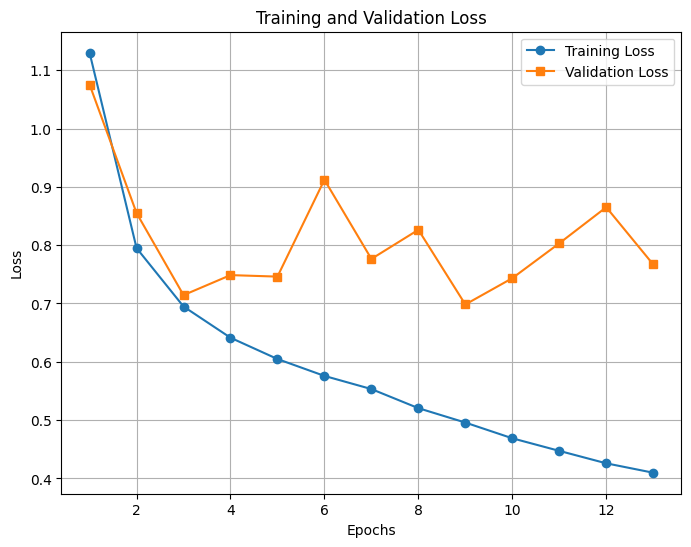 Training and Validation Loss
Training Loss
Validation Loss
1.1
1.0
0.9
0.8
0.7
0.6
0.5
0.4
Loss
2 4 6 8 10 12
Epochs